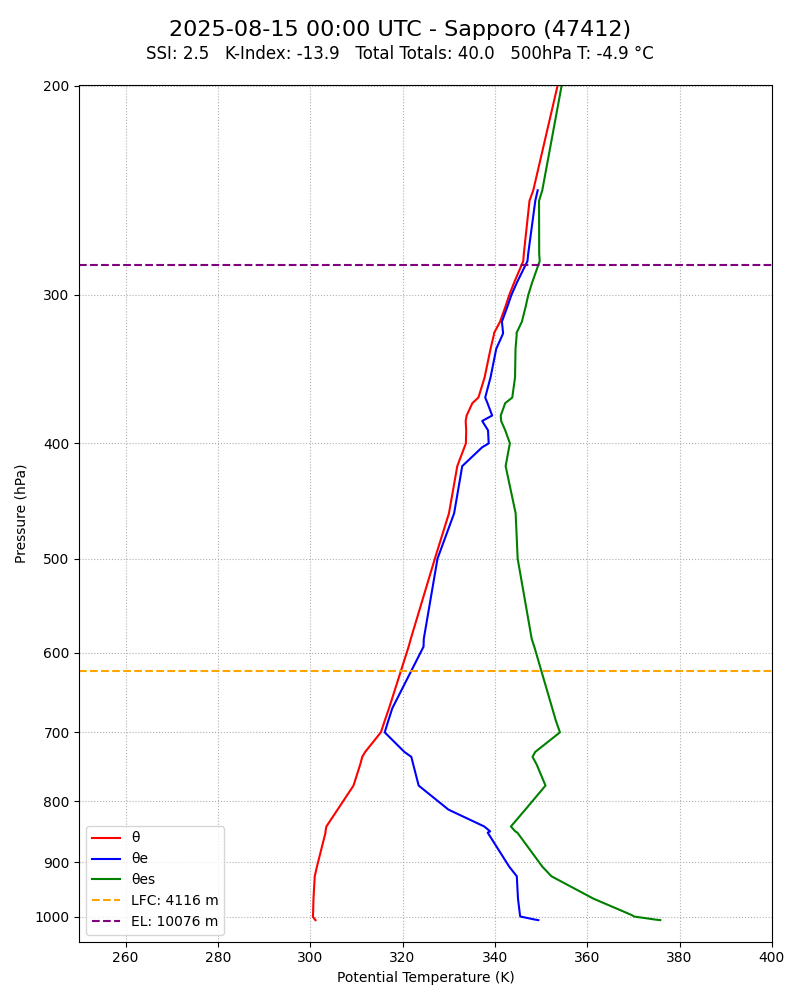 2025-08-15 00:00 UTC - Sapporo (47412)
SSI: 2.5   K-Index: -13.9   Total Totals: 40.0   500hPa T: -4.9 °C
200
300
400
500
600
700
800
900
1000
Pressure (hPa)
θ
θe
θes
LFC: 4116 m
EL: 10076 m
260 280 300 320 340 360 380 400
Potential Temperature (K)